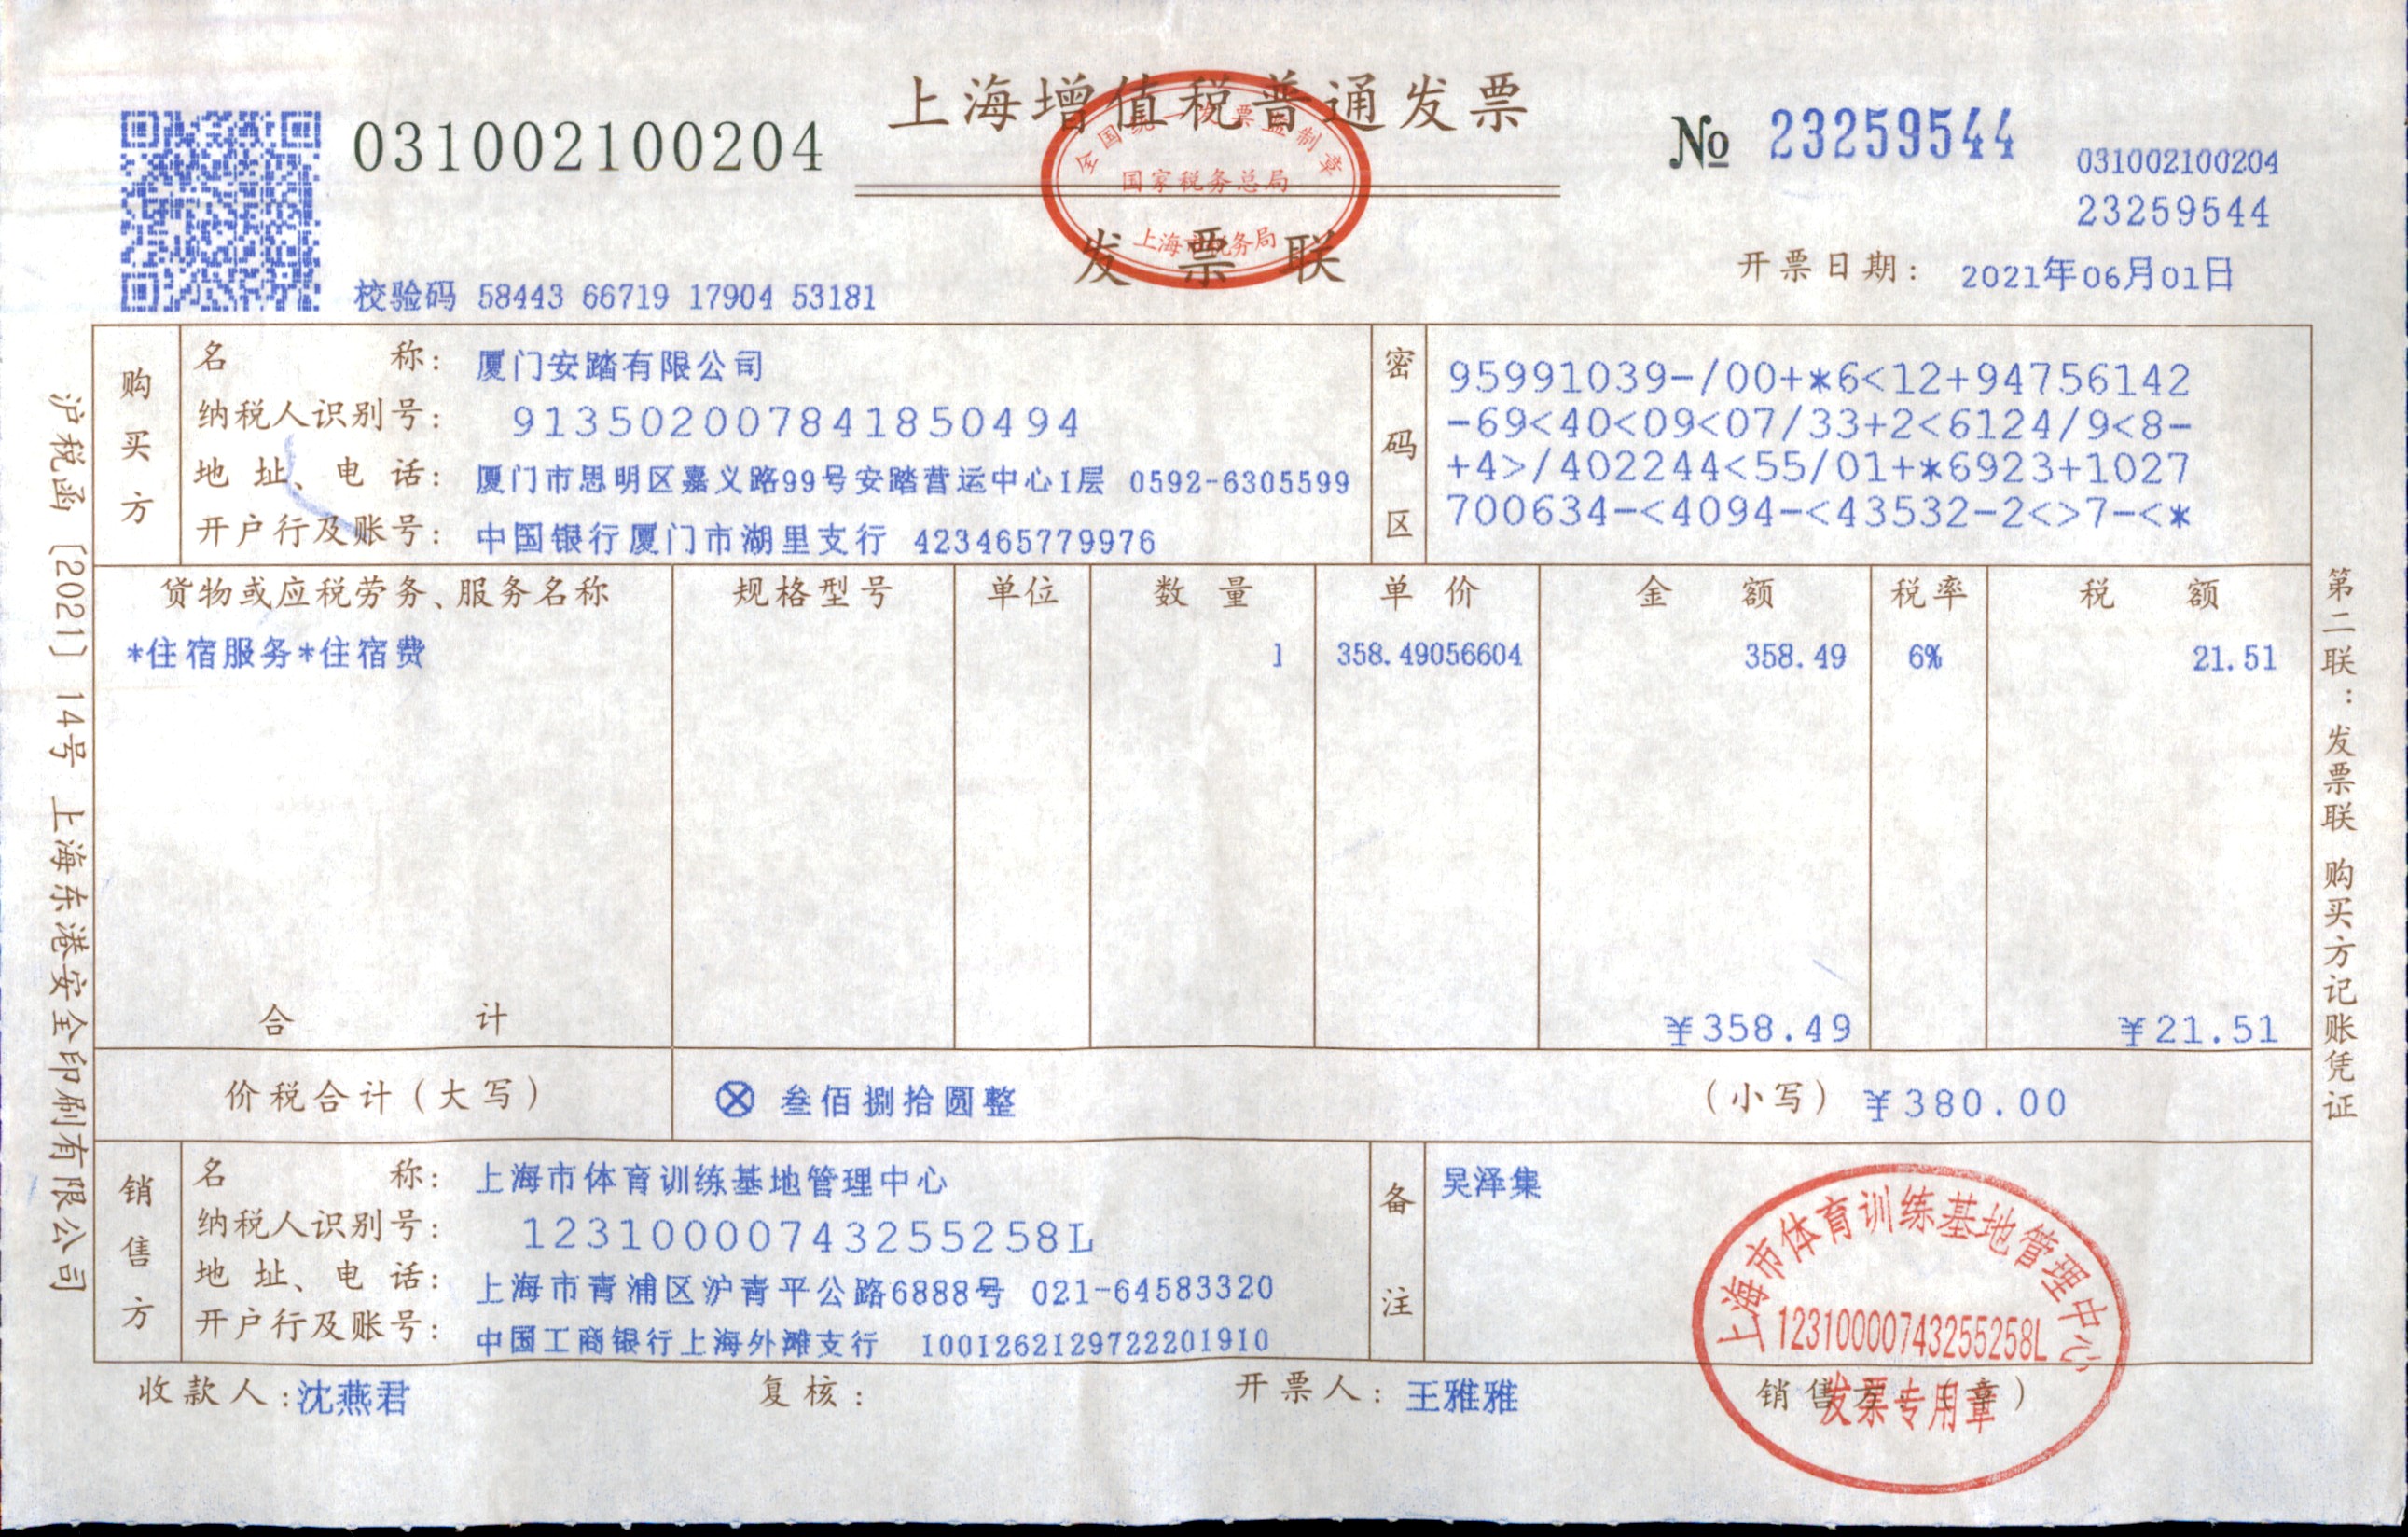 上海增值税普通发票
031002100204
No 23259544
031002100204
23259544
全国统一发票监制章
国家税务总局
上海市税务局
发票联
开票日期: 2021年06月01日
校验码 58443 66719 17904 53181
购买方
名称: 厦门安踏有限公司
纳税人识别号: 913502007841850494
地址、电话: 厦门市思明区嘉义路99号安踏营运中心1层 0592-6305599
开户行及账号: 中国银行厦门市湖里支行 423465779976
密码区
95991039-/00+*6<12+94756142
-69<40<09<07/33+2<6124/9<8-
+4>/402244<55/01+*6923+1027
700634-<4094-<43532-2<>7-<*
货物或应税劳务、服务名称 规格型号 单位 数量 单价 金额 税率 税额
*住宿服务*住宿费 1 358.49056604 358.49 6% 21.51
合计 ¥358.49 ¥21.51
价税合计(大写) ⊗ 叁佰捌拾圆整 (小写) ¥380.00
销售方
名称: 上海市体育训练基地管理中心
纳税人识别号: 12310000743255258L
地址、电话: 上海市青浦区沪青平公路6888号 021-64583320
开户行及账号: 中国工商银行上海外滩支行 1001262129722201910
备注
吴泽集
上海市体育训练基地管理中心
12310000743255258L
发票专用章
收款人: 沈燕君 复核: 开票人: 王雅雅 销售方:(章)
沪税函〔2021〕14号 上海东港安全印刷有限公司
第二联:发票联 购买方记账凭证